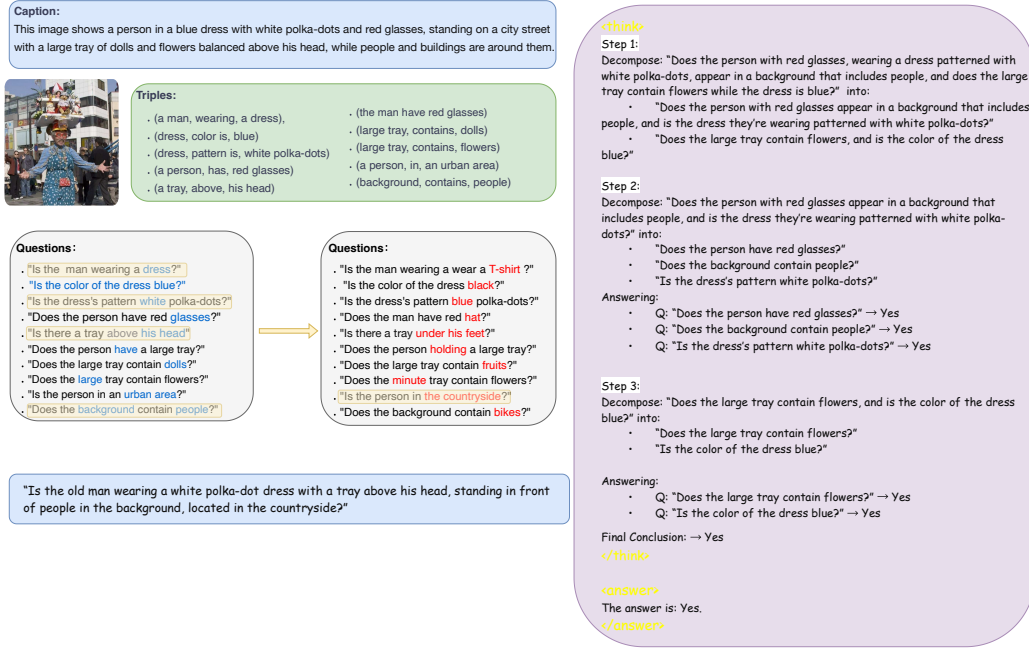 Caption:
This image shows a person in a blue dress with white polka-dots and red glasses, standing on a city street
with a large tray of dolls and flowers balanced above his head, while people and buildings are around them.
Triples:
. (a man, wearing, a dress),
. (dress, color is, blue)
. (dress, pattern is, white polka-dots)
. (a person, has, red glasses)
. (a tray, above, his head)
. (the man have red glasses)
. (large tray, contains, dolls)
. (large tray, contains, flowers)
. (a person, in, an urban area)
. (background, contains, people)
Questions:
. "Is the  man wearing a dress?"
. "Is the color of the dress blue?"
. "Is the dress's pattern white polka-dots?"
. "Does the person have red glasses?"
. "Is there a tray above his head"
. "Does the person have a large tray?"
. "Does the large tray contain dolls?"
. "Does the large tray contain flowers?"
. "Is the person in an urban area?"
. "Does the background contain people?"
Questions:
. "Is the man wearing a wear a T-shirt ?"
. "Is the color of the dress black?"
. "Is the dress's pattern blue polka-dots?"
. "Does the man have red hat?"
. "Is there a tray under his feet?"
. "Does the person holding a large tray?"
. "Does the large tray contain fruits?"
. "Does the minute tray contain flowers?"
. "Is the person in the countryside?"
. "Does the background contain bikes?"
"Is the old man wearing a white polka-dot dress with a tray above his head, standing in front
of people in the background, located in the countryside?"
<think>
Step 1:
Decompose: "Does the person with red glasses, wearing a dress patterned with
white polka-dots, appear in a background that includes people, and does the large
tray contain flowers while the dress is blue?"  into:
• "Does the person with red glasses appear in a background that includes
people, and is the dress they're wearing patterned with white polka-dots?"
• "Does the large tray contain flowers, and is the color of the dress
blue?"
Step 2:
Decompose: "Does the person with red glasses appear in a background that
includes people, and is the dress they're wearing patterned with white polka-
dots?" into:
• "Does the person have red glasses?"
• "Does the background contain people?"
• "Is the dress's pattern white polka-dots?"
Answering:
• Q: "Does the person have red glasses?" → Yes
• Q: "Does the background contain people?" → Yes
• Q: "Is the dress's pattern white polka-dots?" → Yes
Step 3:
Decompose: "Does the large tray contain flowers, and is the color of the dress
blue?" into:
• "Does the large tray contain flowers?"
• "Is the color of the dress blue?"
Answering:
• Q: "Does the large tray contain flowers?" → Yes
• Q: "Is the color of the dress blue?" → Yes
Final Conclusion: → Yes
</think>
<answer>
The answer is: Yes.
</answer>